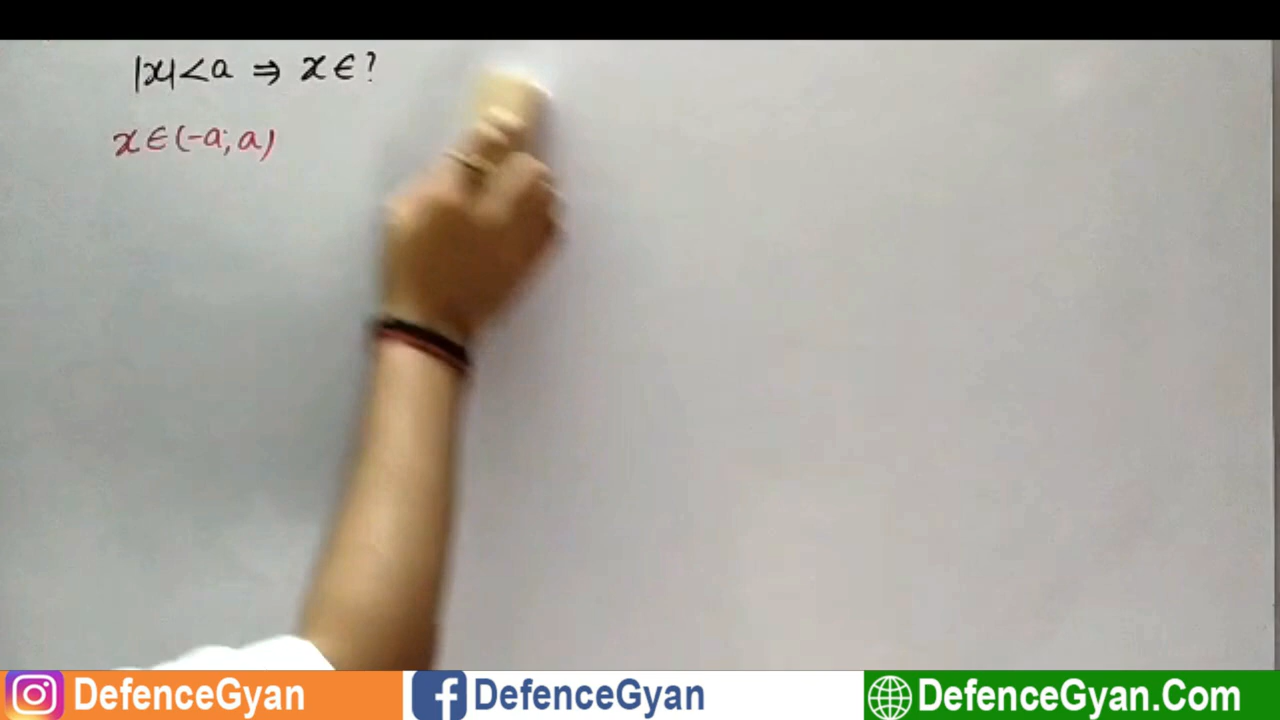 |x|<a ⇒ x∈?
x∈(-a, a)
DefenceGyan DefenceGyan DefenceGyan.Com